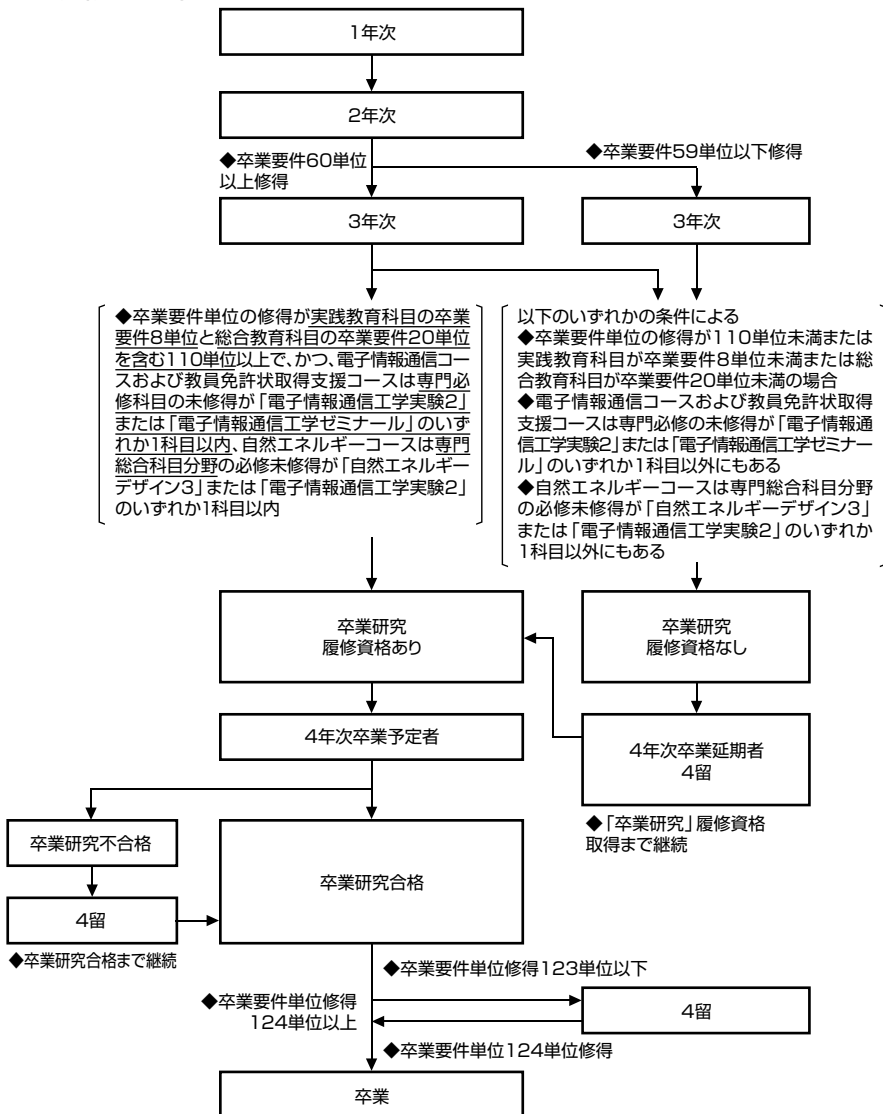 1年次
2年次
◆卒業要件60単位
以上修得
◆卒業要件59単位以下修得
3年次
3年次
◆卒業要件単位の修得が実践教育科目の卒業
要件8単位と総合教育科目の卒業要件20単位
を含む110単位以上で、かつ、電子情報通信コー
スおよび教員免許状取得支援コースは専門必
修科目の未修得が「電子情報通信工学実験2」
または「電子情報通信工学ゼミナール」のいず
れか1科目以内、自然エネルギーコースは専門
総合科目分野の必修未修得が「自然エネルギー
デザイン3」または「電子情報通信工学実験2」
のいずれか1科目以内
以下のいずれかの条件による
◆卒業要件単位の修得が110単位未満または
実践教育科目が卒業要件8単位未満または総
合教育科目が卒業要件20単位未満の場合
◆電子情報通信コースおよび教員免許状取得
支援コースは専門必修の未修得が「電子情報通
信工学実験2」または「電子情報通信工学ゼミナー
ル」のいずれか1科目以外にもある
◆自然エネルギーコースは専門総合科目分野
の必修未修得が「自然エネルギーデザイン3」
または「電子情報通信工学実験2」のいずれか
1科目以外にもある
卒業研究
履修資格あり
卒業研究
履修資格なし
4年次卒業予定者
4年次卒業延期者
4留
◆「卒業研究」履修資格
取得まで継続
卒業研究不合格
卒業研究合格
4留
◆卒業研究合格まで継続
◆卒業要件単位修得123単位以下
◆卒業要件単位修得
124単位以上
4留
◆卒業要件単位124単位修得
卒業